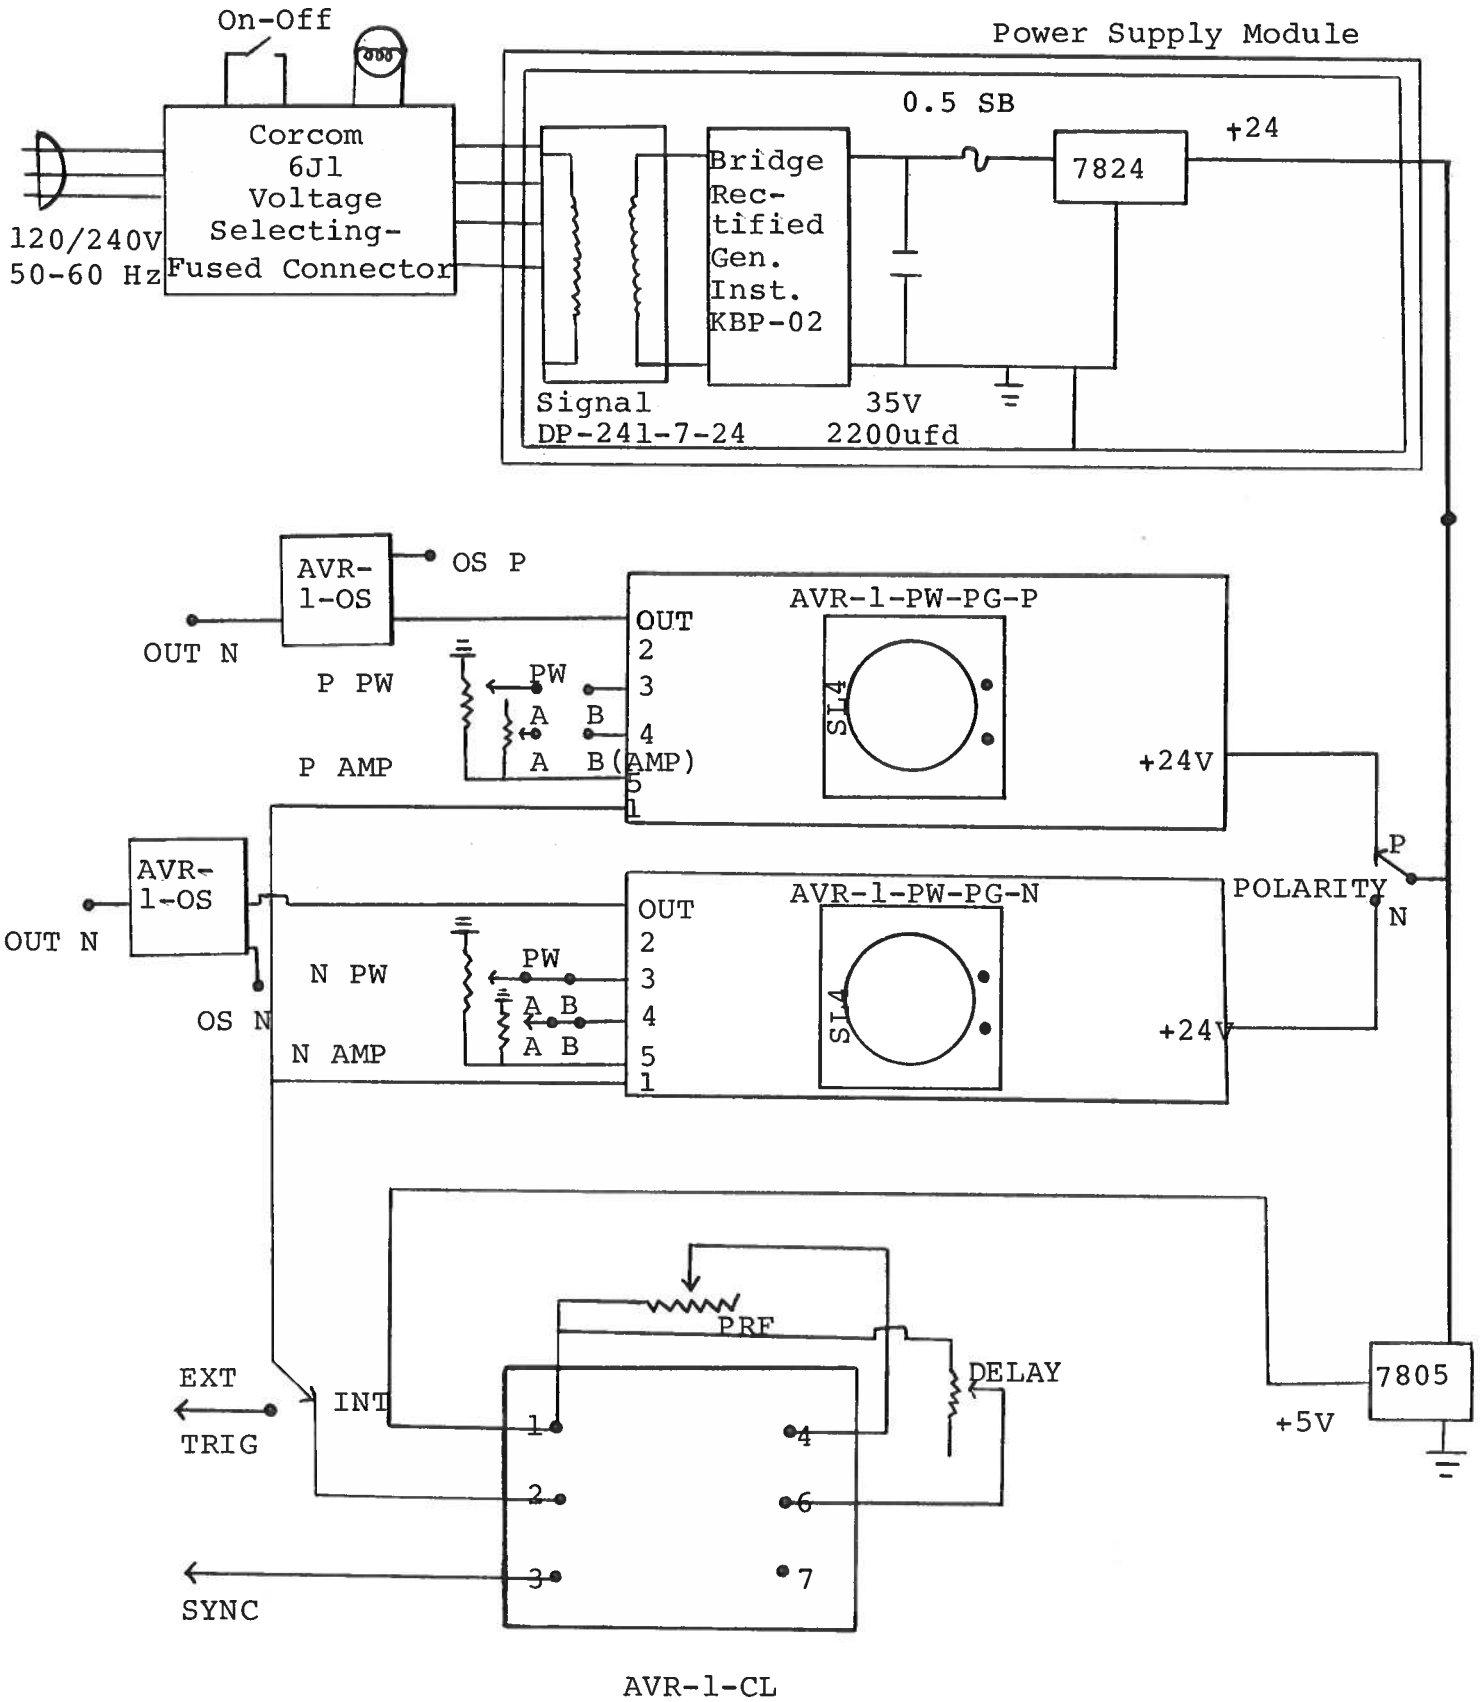 On-Off
Power Supply Module
Corcom
6J1
Voltage
Selecting-
Fused Connector
120/240V
50-60 Hz
0.5 SB
+24
7824
Bridge
Rec-
tified
Gen.
Inst.
KBP-02
Signal
DP-241-7-24
35V
2200ufd
AVR-
1-OS
OS P
OUT N
AVR-1-PW-PG-P
OUT
2
3
4
5
1
P PW
PW
A B
A B(AMP)
P AMP
SL4
+24V
P
POLARITY
N
AVR-
1-OS
OUT N
OS N
AVR-1-PW-PG-N
OUT
2
3
4
5
1
N PW
PW
A B
A B
N AMP
SL4
+24V
PRF
DELAY
7805
+5V
EXT
TRIG
INT
1
2
3
4
6
7
SYNC
AVR-1-CL